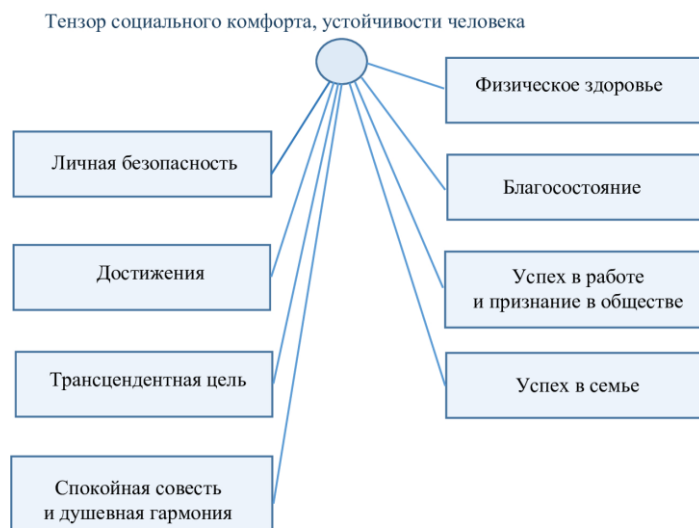 Тензор социального комфорта, устойчивости человека
Физическое здоровье
Личная безопасность
Благосостояние
Достижения
Успех в работе
и признание в обществе
Трансцендентная цель
Успех в семье
Спокойная совесть
и душевная гармония